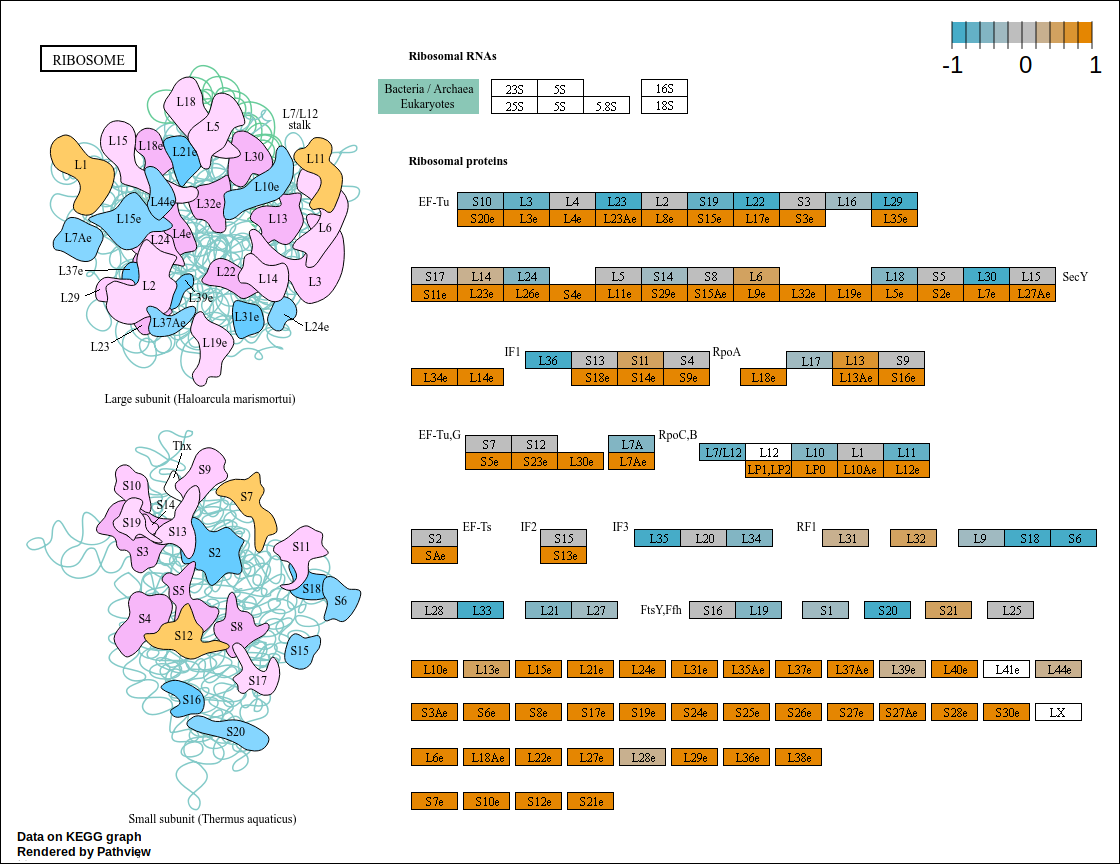 RIBOSOME
-1 0 1
Ribosomal RNAs
Bacteria / Archaea
Eukaryotes
23S 5S 16S
25S 5S 5.8S 18S
Ribosomal proteins
EF-Tu S10 L3 L4 L23 L2 S19 L22 S3 L16 L29
S20e L3e L4e L23Ae L8e S15e L17e S3e L35e
S17 L14 L24 L5 S14 S8 L6 L18 S5 L30 L15 SecY
S11e L23e L26e S4e L11e S29e S15Ae L9e L32e L19e L5e S2e L7e L27Ae
IF1 L36 S13 S11 S4 RpoA L17 L13 S9
L34e L14e S18e S14e S9e L18e L13Ae S16e
EF-Tu,G S7 S12 L7A RpoC,B L7/L12 L12 L10 L1 L11
S5e S23e L30e L7Ae LP1,LP2 LP0 L10Ae L12e
S2 EF-Ts IF2 S15 IF3 L35 L20 L34 RF1 L31 L32 L9 S18 S6
SAe S13e
L28 L33 L21 L27 FtsY,Ffh S16 L19 S1 S20 S21 L25
L10e L13e L15e L21e L24e L31e L35Ae L37e L37Ae L39e L40e L41e L44e
S3Ae S6e S8e S17e S19e S24e S25e S26e S27e S27Ae S28e S30e LX
L6e L18Ae L22e L27e L28e L29e L36e L38e
S7e S10e S12e S21e
L18
L5
L7/L12
stalk
L15
L18e
L21e
L30
L11
L1
L10e
L44e
L32e
L15e
L13
L6
L7Ae
L24
L4e
L37e
L22
L14
L3
L2
L29
L39e
L37Ae
L31e
L24e
L23
L19e
Large subunit (Haloarcula marismortui)
Thx
S9
S10
S7
S14
S19
S13
S3
S2
S11
S5
S18
S6
S4
S12
S8
S15
S17
S16
S20
Small subunit (Thermus aquaticus)
Data on KEGG graph
Rendered by Pathview